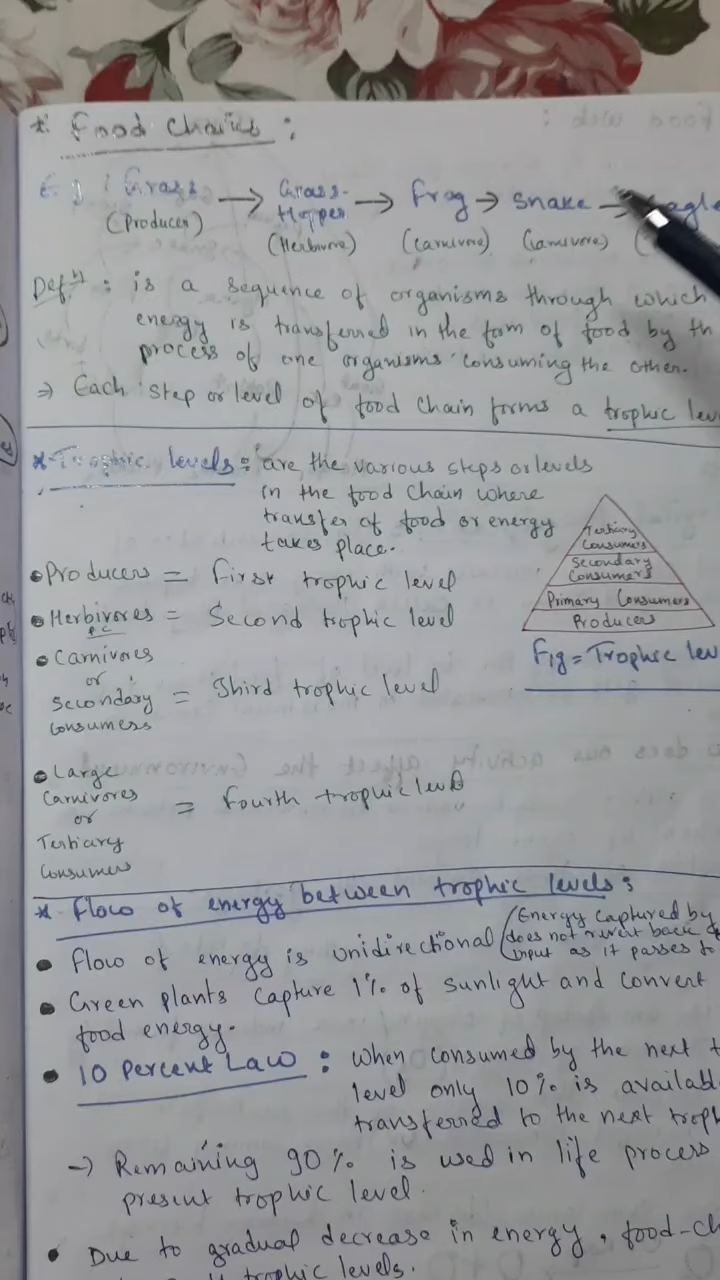 * Food Chains :
E.g : Grass → Grass-Hopper → Frog → Snake → Eagle
(Producer) (Herbivore) (Carnivore) (Carnivore)
Defⁿ : is a sequence of organisms through which
energy is transferred in the form of food by th
process of one organisms consuming the other.
⇒ Each step or level of food chain forms a trophic lev
* Trophic levels : are the various steps or levels
in the food chain where
transfer of food or energy
takes place.
Tertiary
Consumers
Secondary
Consumers
Primary Consumers
Producers
Fig = Trophic lev
• Producers = First trophic level
• Herbivores = Second trophic level
P.C
• Carnivores
or
Secondary = Third trophic level
Consumers
• Large
Carnivores
or = Fourth trophic level
Tertiary
Consumers
* Flow of energy between trophic levels :
• Flow of energy is unidirectional (Energy captured by
does not revert back
input as it passes to
• Green plants capture 1% of sunlight and convert
food energy.
• 10 Percent Law : When consumed by the next t
level only 10% is availabl
transferred to the next troph
→ Remaining 90% is used in life process
present trophic level.
• Due to gradual decrease in energy, food-ch
trophic levels.